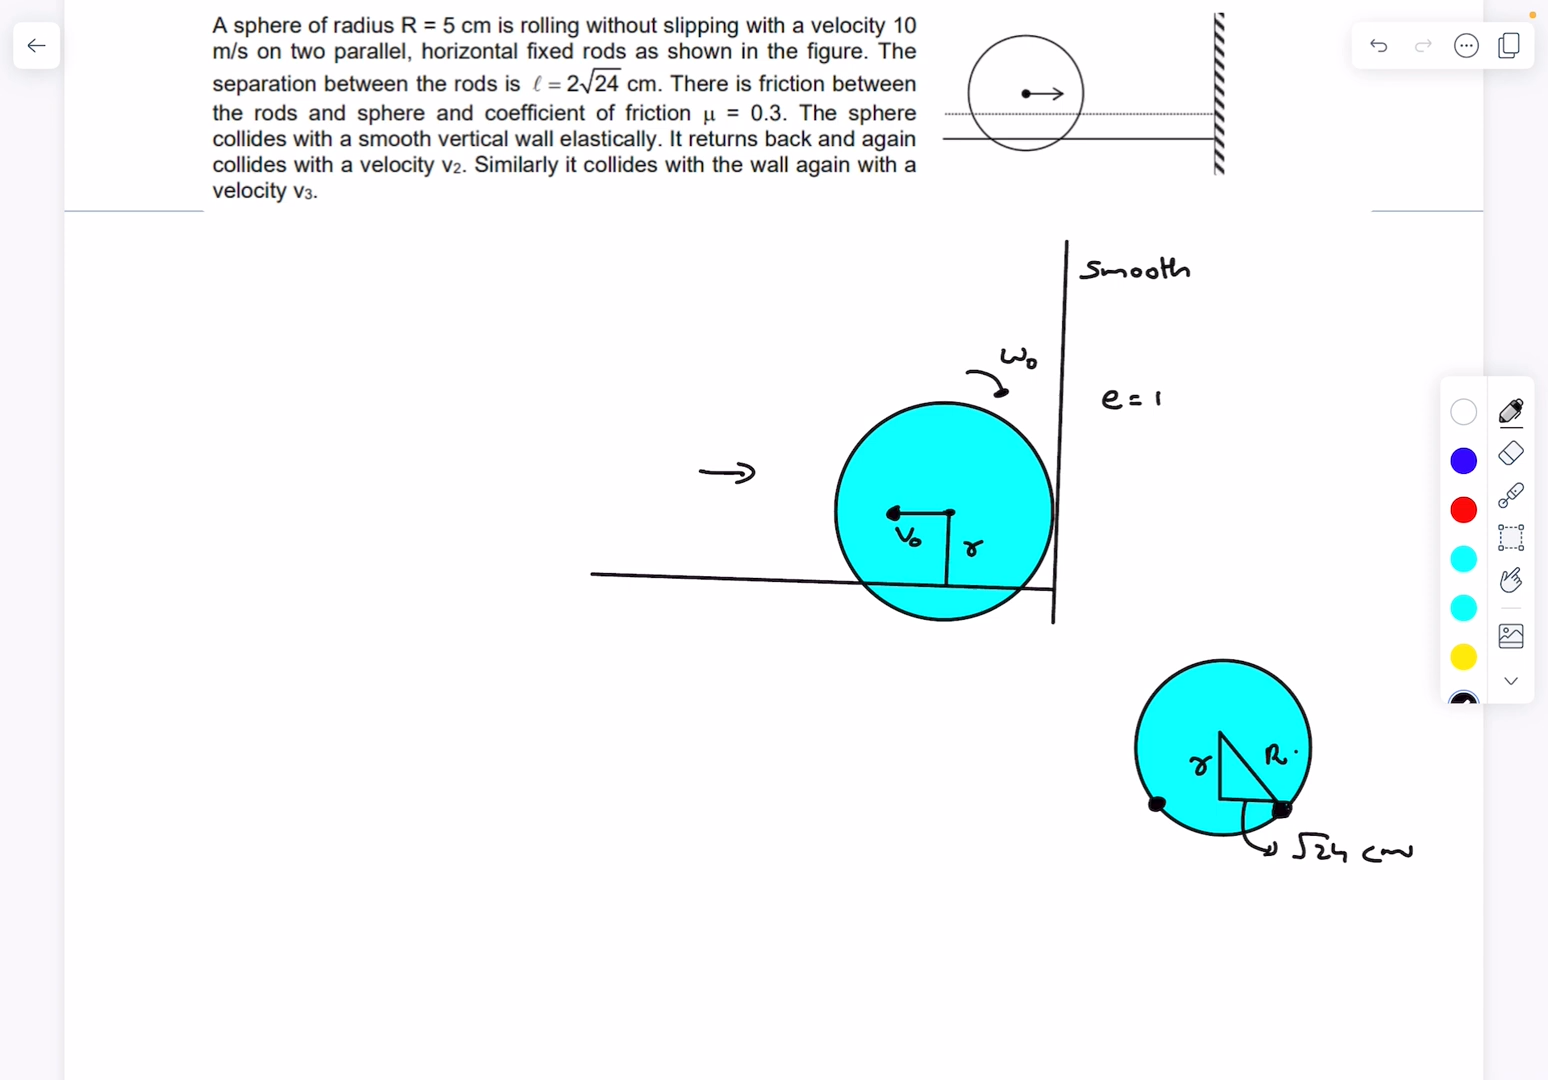 A sphere of radius R = 5 cm is rolling without slipping with a velocity 10
m/s on two parallel, horizontal fixed rods as shown in the figure. The
separation between the rods is ℓ = 2√24 cm. There is friction between
the rods and sphere and coefficient of friction μ = 0.3. The sphere
collides with a smooth vertical wall elastically. It returns back and again
collides with a velocity v₂. Similarly it collides with the wall again with a
velocity v₃.
Smooth
ω₀
e = 1
v₀
r
r
R
√24 cm